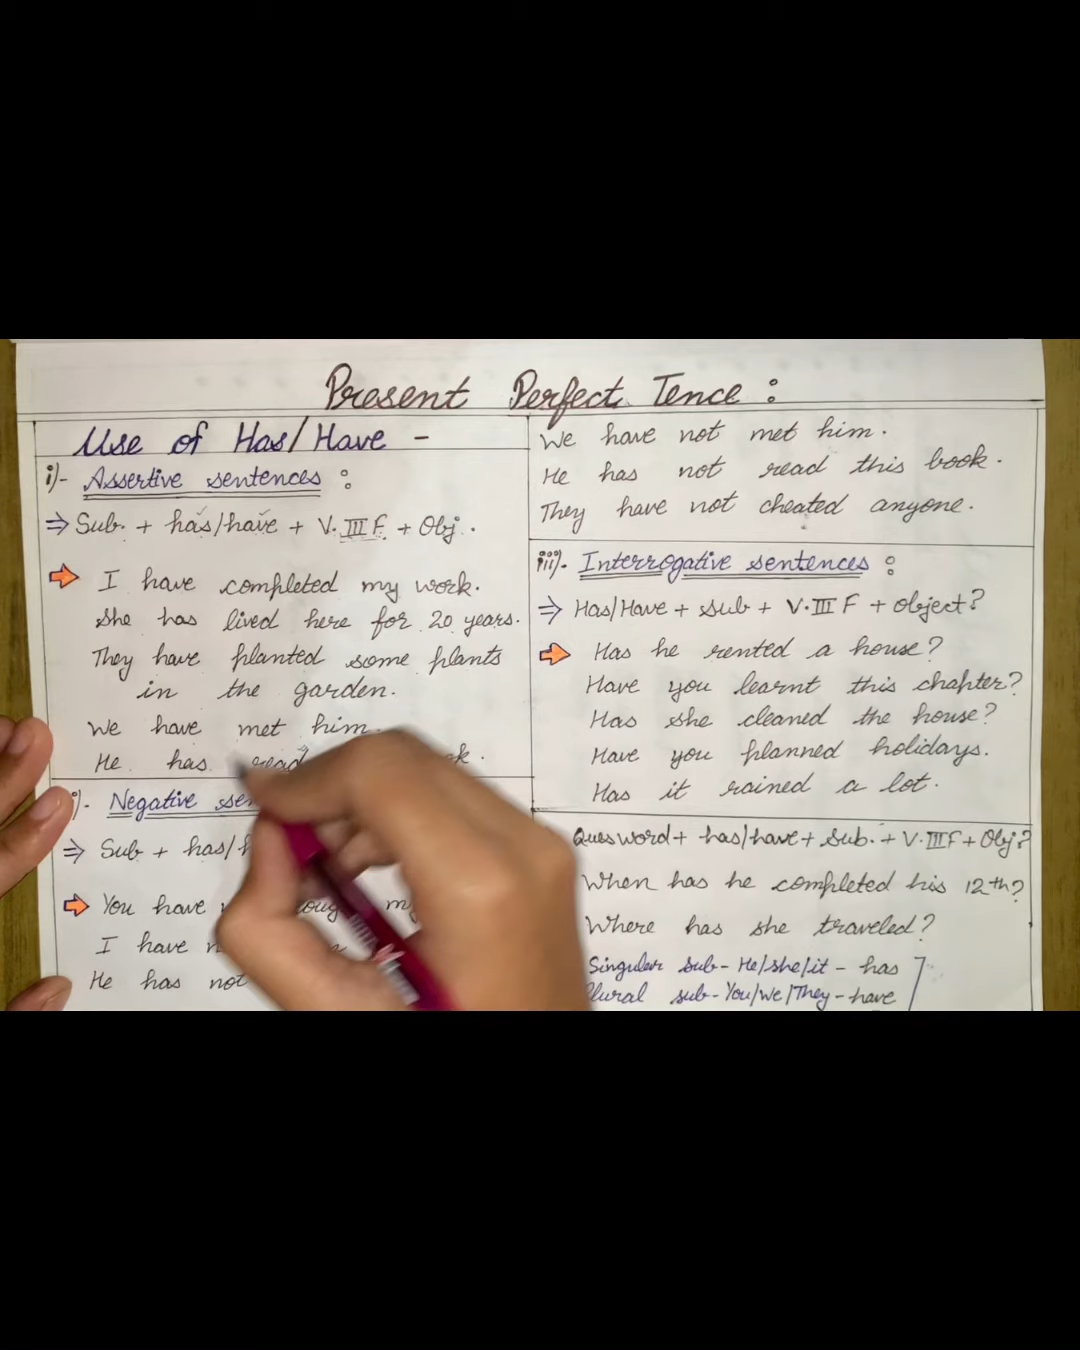 Present Perfect Tence :
Use of Has/Have -
i)- Assertive sentences :
⇒ Sub. + has/have + V.III F. + Obj.
I have completed my work.
She has lived here for 20 years.
They have planted some plants
in the garden.
We have met him.
He has read
Negative
⇒ Sub + has/
You have
I have
He has not
We have not met him.
He has not read this book.
They have not cheated anyone.
iii)- Interrogative sentences :
⇒ Has/Have + sub + V.III F + object?
Has he rented a house?
Have you learnt this chapter?
Has she cleaned the house?
Have you planned holidays.
Has it rained a lot.
Ques word + has/have + sub. + V.III F + Obj?
When has he completed his 12th?
Where has she traveled?
Singular sub - He/she/it - has
Plural sub - You/We/They - have